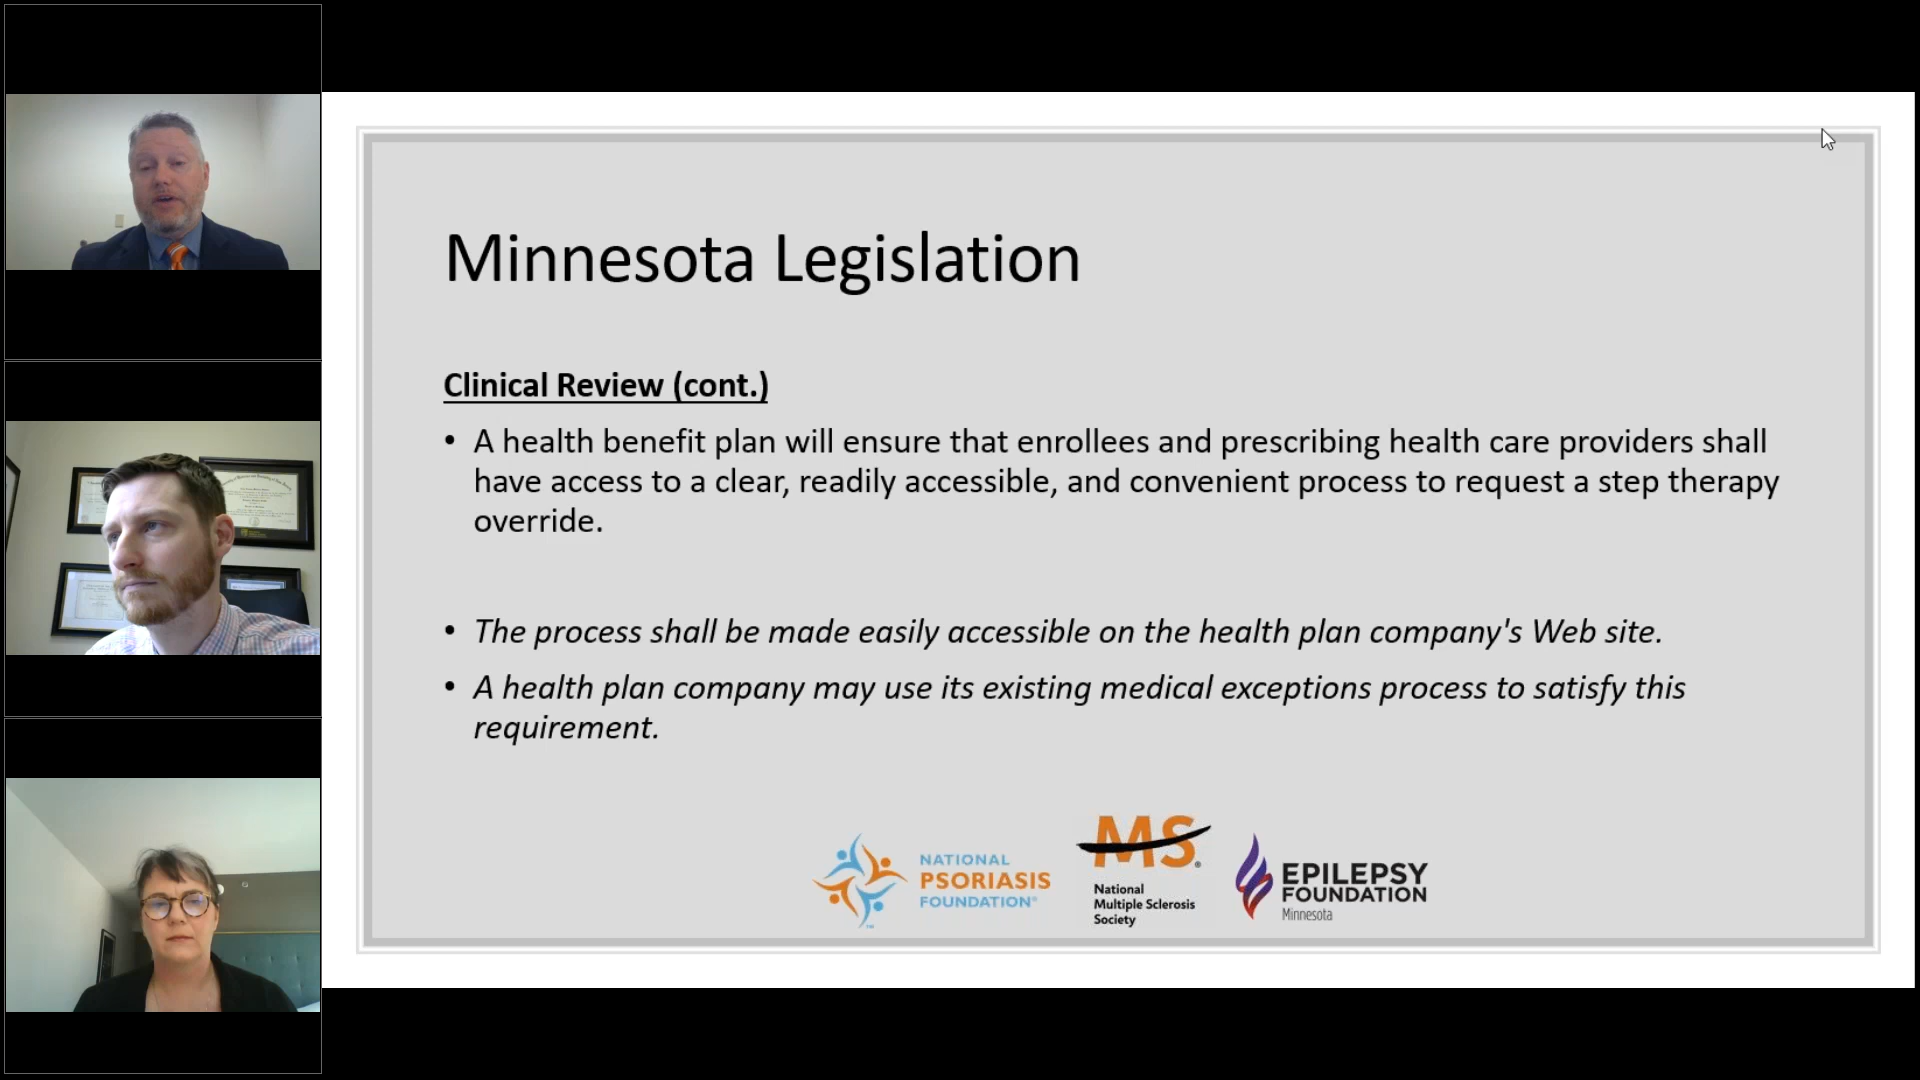 Minnesota Legislation
Clinical Review (cont.)
• A health benefit plan will ensure that enrollees and prescribing health care providers shall
have access to a clear, readily accessible, and convenient process to request a step therapy
override.
• The process shall be made easily accessible on the health plan company's Web site.
• A health plan company may use its existing medical exceptions process to satisfy this
requirement.
NATIONAL
PSORIASIS
FOUNDATION®
™
MS®
National
Multiple Sclerosis
Society
EPILEPSY
FOUNDATION
Minnesota